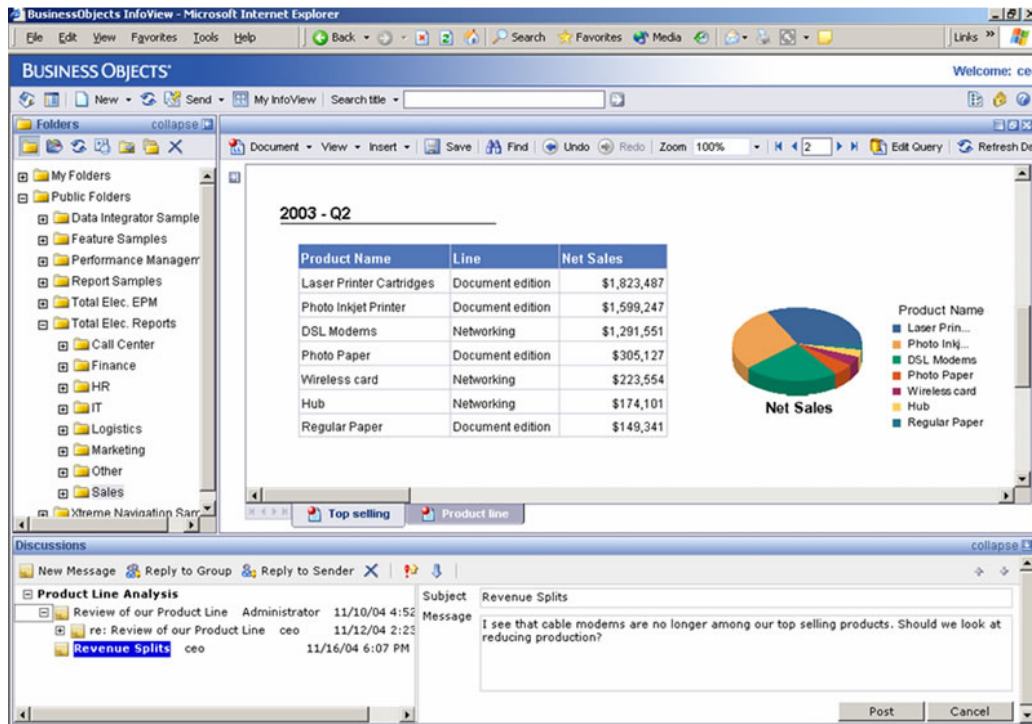 BusinessObjects InfoView - Microsoft Internet Explorer
File Edit View Favorites Tools Help Back Search Favorites Media Links »
BUSINESS OBJECTS Welcome: ce
New Send My InfoView Search title
Folders collapse
Document View Insert Save Find Undo Redo Zoom 100% 2 Edit Query Refresh Da
My Folders
Public Folders
Data Integrator Sample
Feature Samples
Performance Managem
Report Samples
Total Elec. EPM
Total Elec. Reports
Call Center
Finance
HR
IT
Logistics
Marketing
Other
Sales
Xtreme Navigation Sam
2003 - Q2
Product Name Line Net Sales
Laser Printer Cartridges Document edition $1,823,487
Photo Inkjet Printer Document edition $1,599,247
DSL Modems Networking $1,291,551
Photo Paper Document edition $305,127
Wireless card Networking $223,554
Hub Networking $174,101
Regular Paper Document edition $149,341
Net Sales
Product Name
Laser Prin...
Photo Inkj...
DSL Modems
Photo Paper
Wireless card
Hub
Regular Paper
Top selling Product line
Discussions collapse
New Message Reply to Group Reply to Sender
Product Line Analysis
Review of our Product Line Administrator 11/10/04 4:52
re: Review of our Product Line ceo 11/12/04 2:23
Revenue Splits ceo 11/16/04 6:07 PM
Subject Revenue Splits
Message I see that cable modems are no longer among our top selling products. Should we look at
reducing production?
Post Cancel